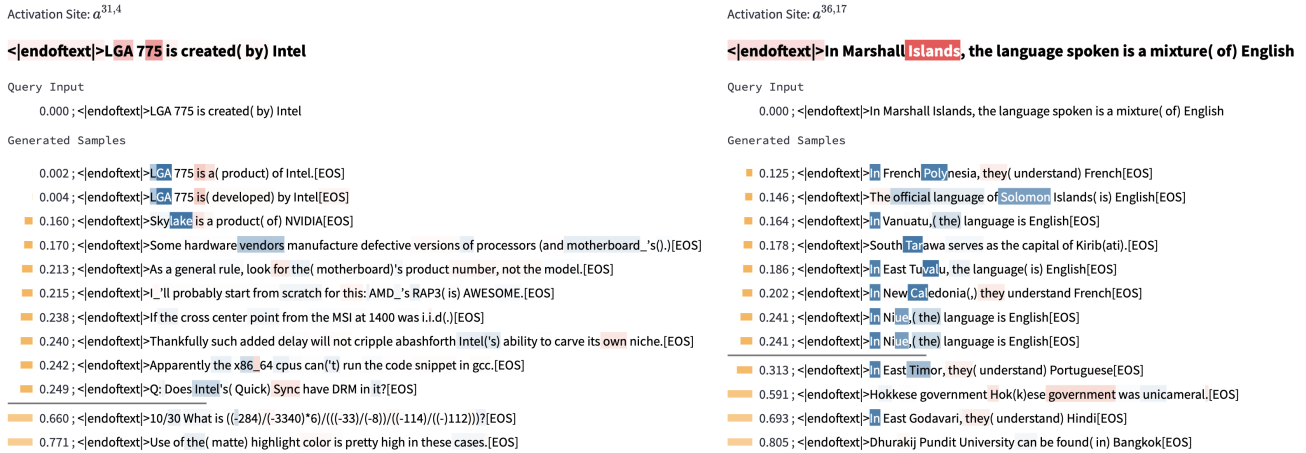 Activation Site: a^{31,4}
<|endoftext|>LGA 775 is created( by) Intel
Query Input
0.000 ; <|endoftext|>LGA 775 is created( by) Intel
Generated Samples
0.002 ; <|endoftext|>LGA 775 is a( product) of Intel.[EOS]
0.004 ; <|endoftext|>LGA 775 is( developed) by Intel[EOS]
0.160 ; <|endoftext|>Skylake is a product( of) NVIDIA[EOS]
0.170 ; <|endoftext|>Some hardware vendors manufacture defective versions of processors (and motherboard_'s().)[EOS]
0.213 ; <|endoftext|>As a general rule, look for the( motherboard)'s product number, not the model.[EOS]
0.215 ; <|endoftext|>I_'ll probably start from scratch for this: AMD_'s RAP3( is) AWESOME.[EOS]
0.238 ; <|endoftext|>If the cross center point from the MSI at 1400 was i.i.d(.)[EOS]
0.240 ; <|endoftext|>Thankfully such added delay will not cripple abashforth Intel('s) ability to carve its own niche.[EOS]
0.242 ; <|endoftext|>Apparently the x86_64 cpus can('t) run the code snippet in gcc.[EOS]
0.249 ; <|endoftext|>Q: Does Intel's( Quick) Sync have DRM in it?[EOS]
0.660 ; <|endoftext|>10/30 What is ((-284)/(-3340)*6)/(((-33)/(-8))/((-114)/((-)112)))?[EOS]
0.771 ; <|endoftext|>Use of the( matte) highlight color is pretty high in these cases.[EOS]
Activation Site: a^{36,17}
<|endoftext|>In Marshall Islands, the language spoken is a mixture( of) English
Query Input
0.000 ; <|endoftext|>In Marshall Islands, the language spoken is a mixture( of) English
Generated Samples
0.125 ; <|endoftext|>In French Polynesia, they( understand) French[EOS]
0.146 ; <|endoftext|>The official language of Solomon Islands( is) English[EOS]
0.164 ; <|endoftext|>In Vanuatu,( the) language is English[EOS]
0.178 ; <|endoftext|>South Tarawa serves as the capital of Kirib(ati).[EOS]
0.186 ; <|endoftext|>In East Tuvalu, the language( is) English[EOS]
0.202 ; <|endoftext|>In New Caledonia(,) they understand French[EOS]
0.241 ; <|endoftext|>In Niue,( the) language is English[EOS]
0.241 ; <|endoftext|>In Niue,( the) language is English[EOS]
0.313 ; <|endoftext|>In East Timor, they( understand) Portuguese[EOS]
0.591 ; <|endoftext|>Hokkese government Hok(k)ese government was unicameral.[EOS]
0.693 ; <|endoftext|>In East Godavari, they( understand) Hindi[EOS]
0.805 ; <|endoftext|>Dhurakij Pundit University can be found( in) Bangkok[EOS]